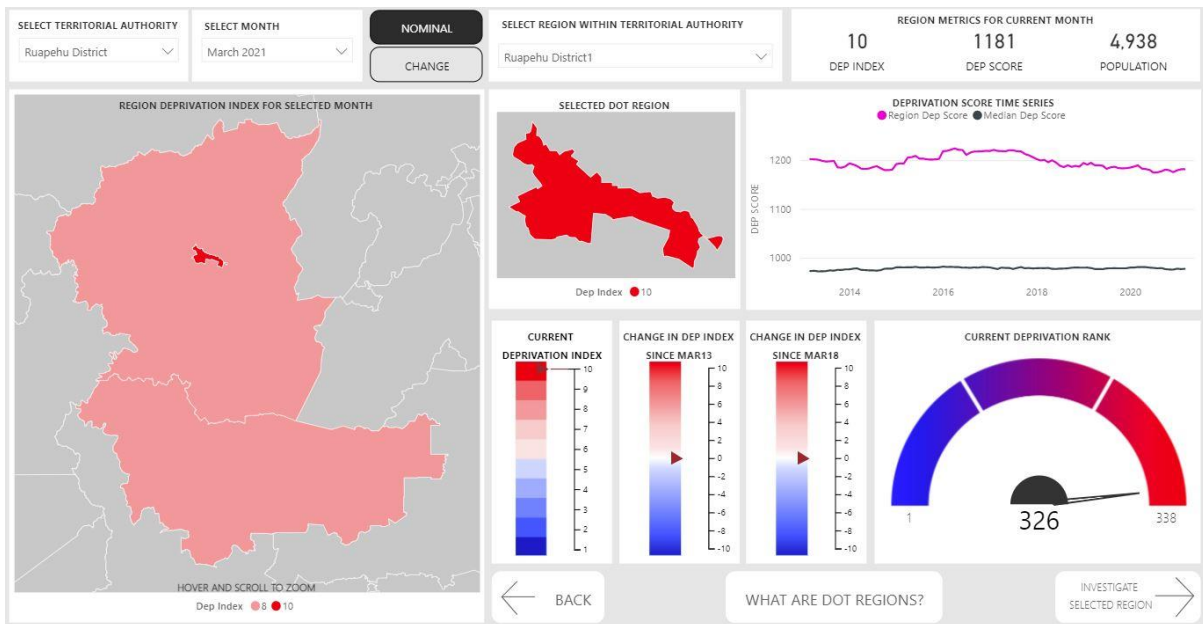 SELECT TERRITORIAL AUTHORITY
Ruapehu District
SELECT MONTH
March 2021
NOMINAL
CHANGE
SELECT REGION WITHIN TERRITORIAL AUTHORITY
Ruapehu District1
REGION METRICS FOR CURRENT MONTH
10
DEP INDEX
1181
DEP SCORE
4,938
POPULATION
REGION DEPRIVATION INDEX FOR SELECTED MONTH
HOVER AND SCROLL TO ZOOM
Dep Index 8 10
SELECTED DOT REGION
Dep Index 10
DEPRIVATION SCORE TIME SERIES
Region Dep Score Median Dep Score
DEP SCORE
1200
1100
1000
2014 2016 2018 2020
CURRENT
DEPRIVATION INDEX
10
9
8
7
6
5
4
3
2
1
CHANGE IN DEP INDEX
SINCE MAR13
10
8
6
4
2
0
-2
-4
-6
-8
-10
CHANGE IN DEP INDEX
SINCE MAR18
10
8
6
4
2
0
-2
-4
-6
-8
-10
CURRENT DEPRIVATION RANK
1
326
338
BACK
WHAT ARE DOT REGIONS?
INVESTIGATE
SELECTED REGION